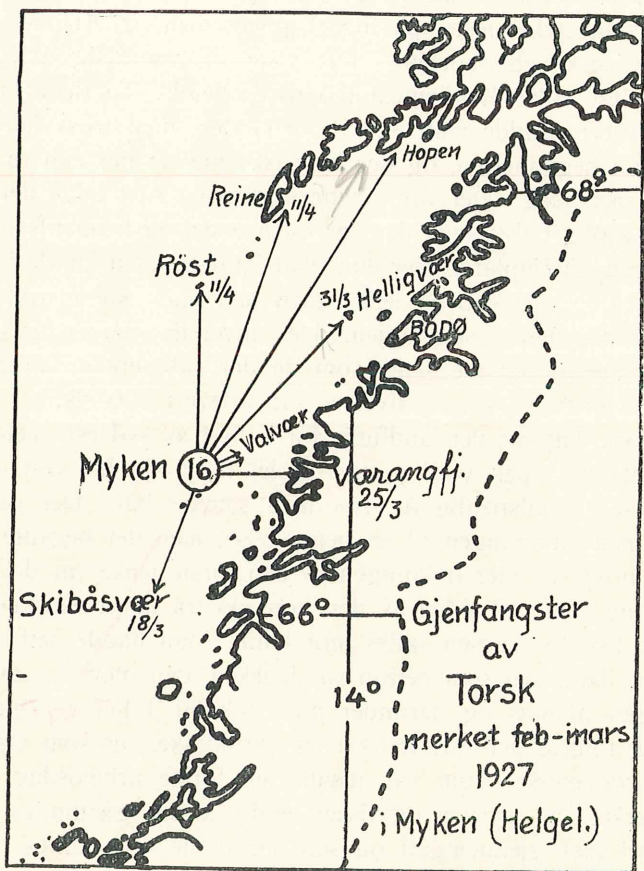 Hopen
68°
Reine
11/4
Röst
11/4
31/3 Helligvær
BODØ
Valvær
Myken 16
Værangfj.
25/3
Skibåsvær
18/3
66°
Gjenfangster
av
Torsk
14°
merket feb-mars
1927
i Myken (Helgel.)